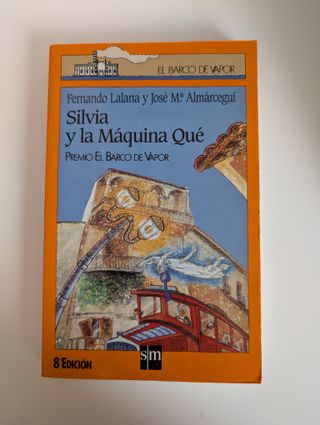 EL BARCO DE VAPOR
Fernando Lalana y José Mª Almárcegui
Silvia
y la Máquina Qué
PREMIO EL BARCO DE VAPOR
8ª EDICIÓN
sm